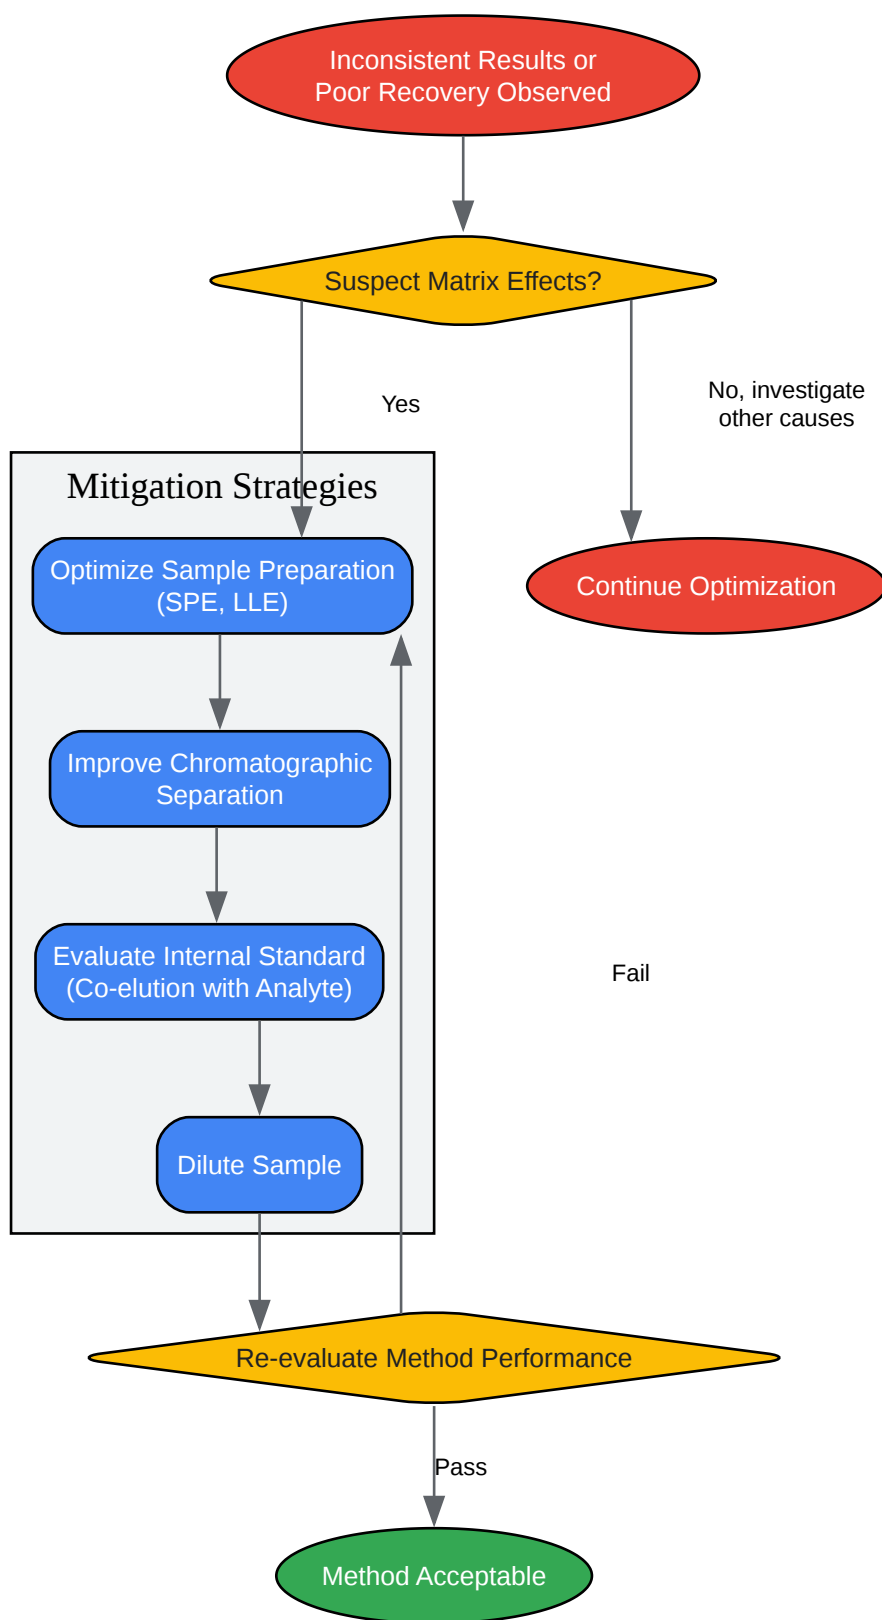 Inconsistent Results or
Poor Recovery Observed
Suspect Matrix Effects?
Yes
No, investigate
other causes
Mitigation Strategies
Optimize Sample Preparation
(SPE, LLE)
Continue Optimization
Improve Chromatographic
Separation
Evaluate Internal Standard
(Co-elution with Analyte)
Fail
Dilute Sample
Re-evaluate Method Performance
Pass
Method Acceptable